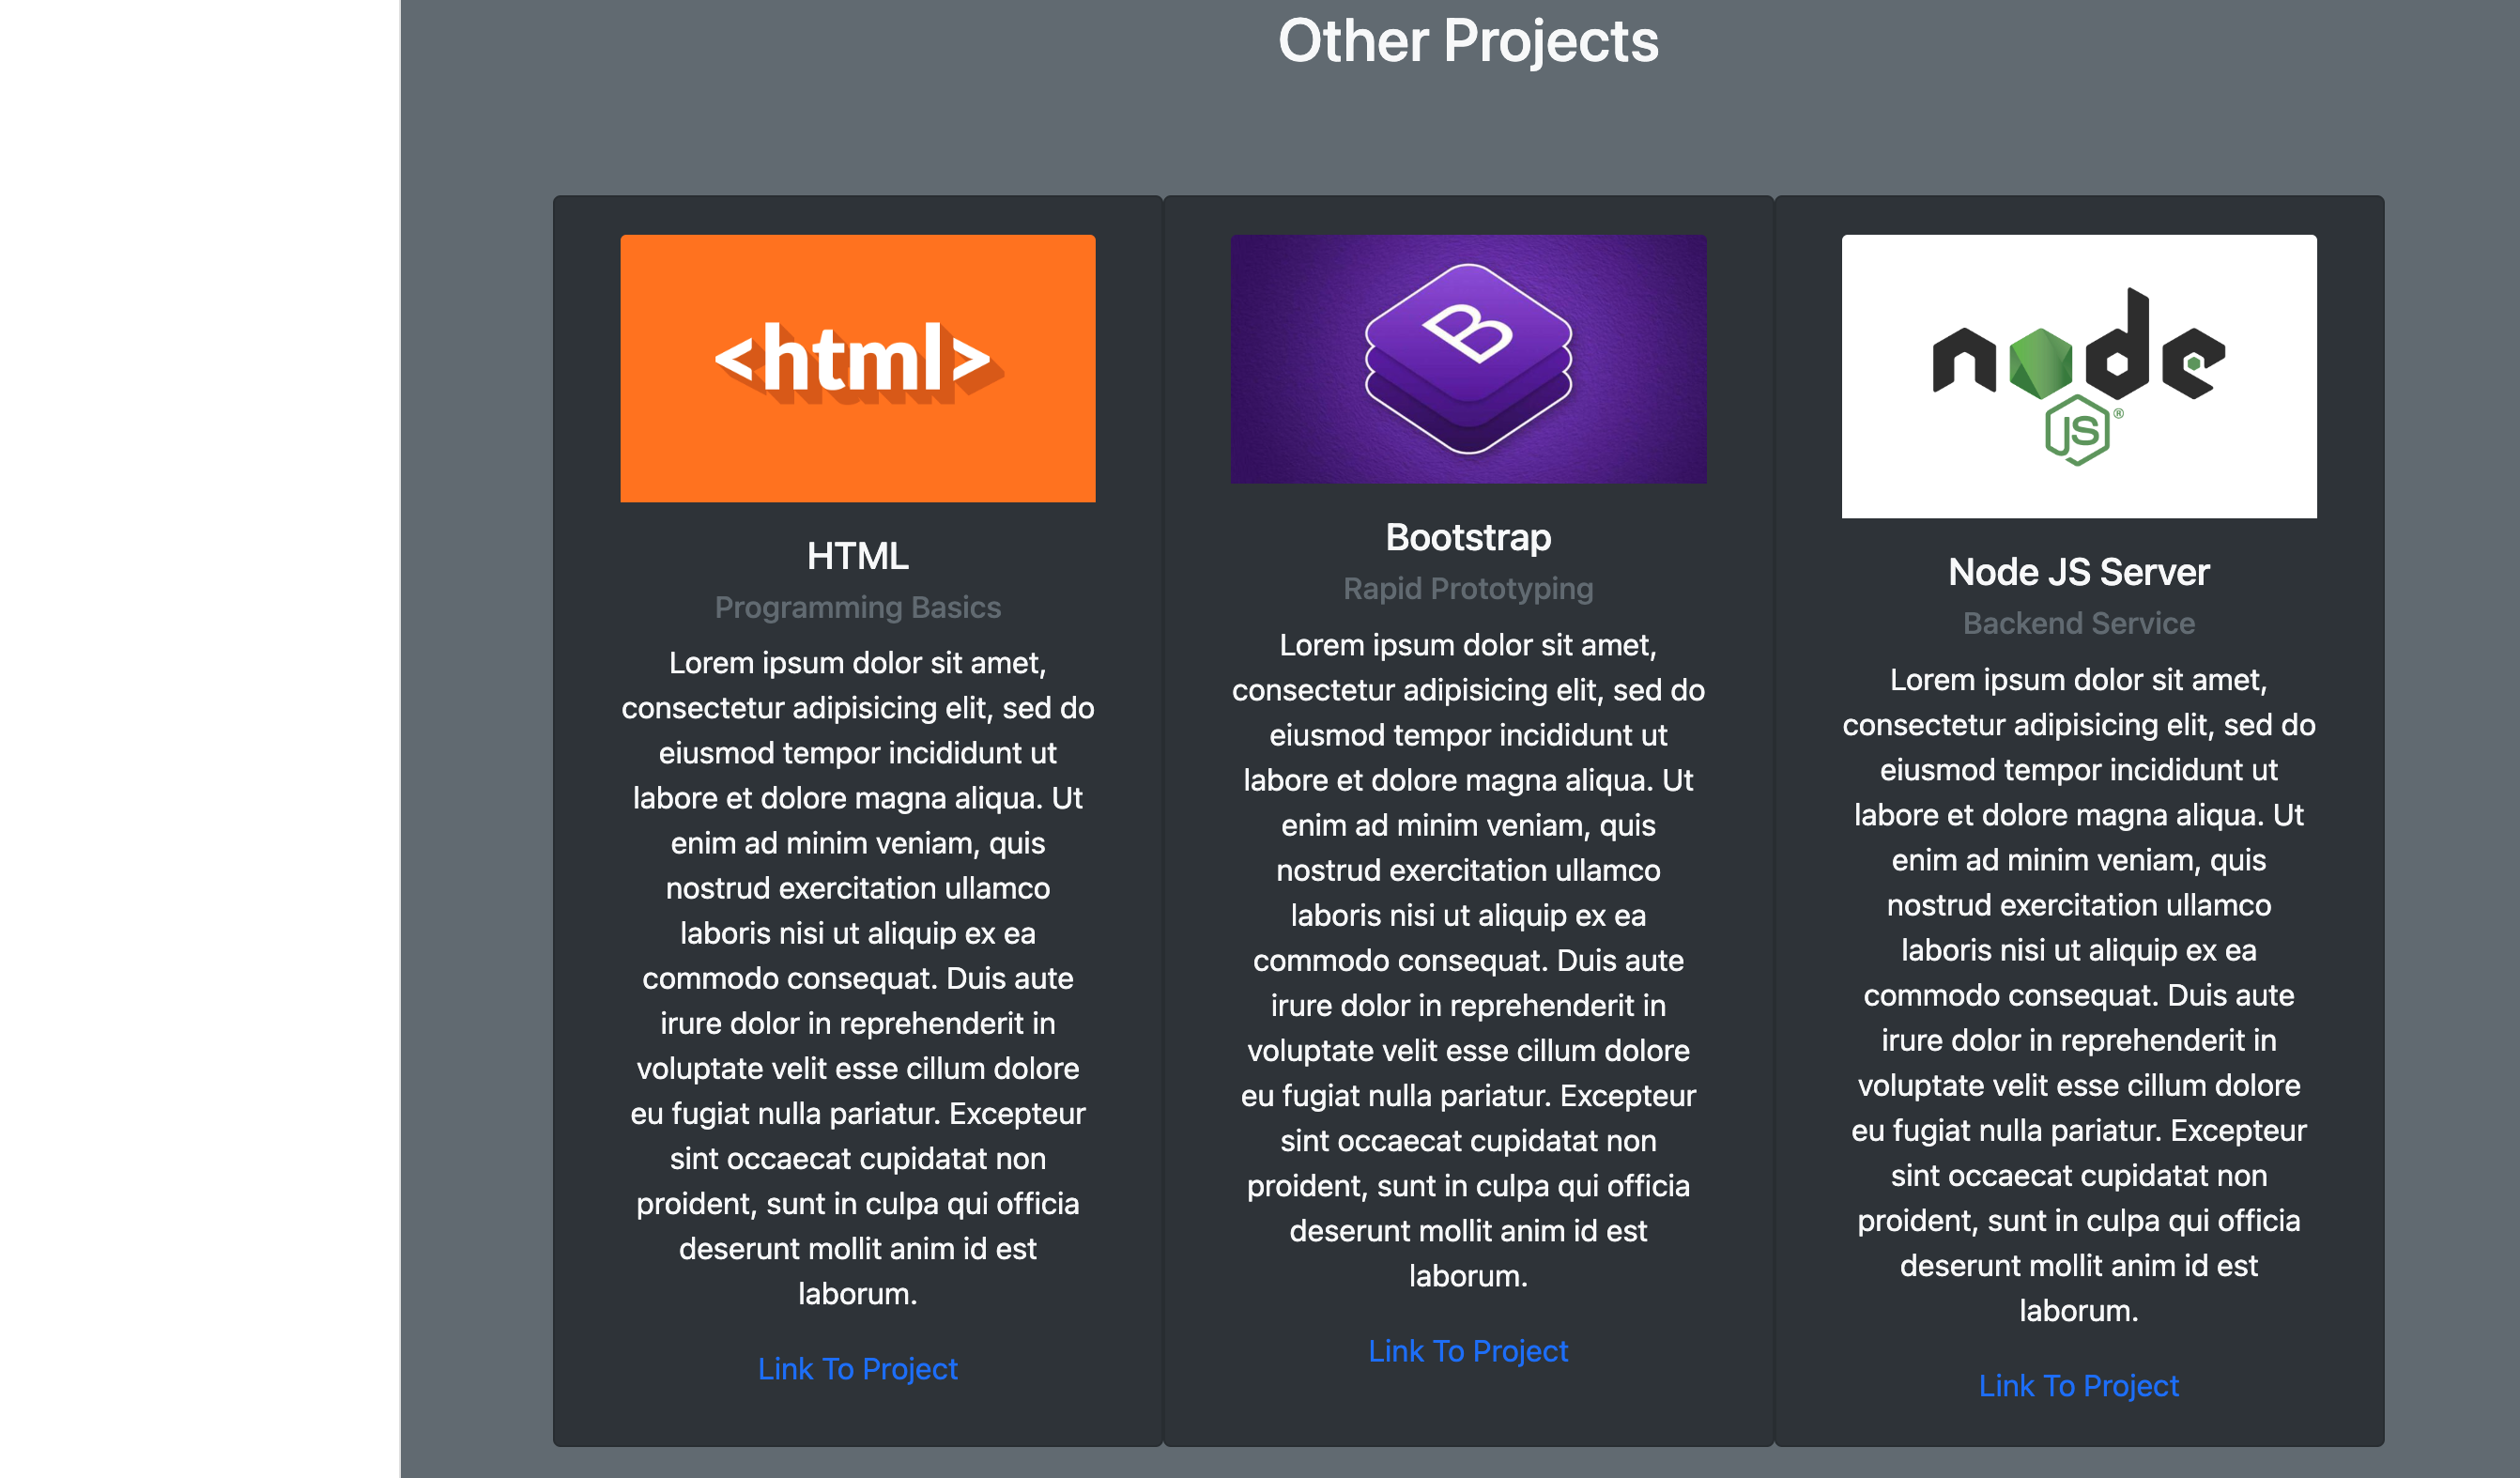 Other Projects
<html>
HTML
Programming Basics
Lorem ipsum dolor sit amet,
consectetur adipisicing elit, sed do
eiusmod tempor incididunt ut
labore et dolore magna aliqua. Ut
enim ad minim veniam, quis
nostrud exercitation ullamco
laboris nisi ut aliquip ex ea
commodo consequat. Duis aute
irure dolor in reprehenderit in
voluptate velit esse cillum dolore
eu fugiat nulla pariatur. Excepteur
sint occaecat cupidatat non
proident, sunt in culpa qui officia
deserunt mollit anim id est
laborum.
Link To Project
B
Bootstrap
Rapid Prototyping
Lorem ipsum dolor sit amet,
consectetur adipisicing elit, sed do
eiusmod tempor incididunt ut
labore et dolore magna aliqua. Ut
enim ad minim veniam, quis
nostrud exercitation ullamco
laboris nisi ut aliquip ex ea
commodo consequat. Duis aute
irure dolor in reprehenderit in
voluptate velit esse cillum dolore
eu fugiat nulla pariatur. Excepteur
sint occaecat cupidatat non
proident, sunt in culpa qui officia
deserunt mollit anim id est
laborum.
Link To Project
node
JS®
Node JS Server
Backend Service
Lorem ipsum dolor sit amet,
consectetur adipisicing elit, sed do
eiusmod tempor incididunt ut
labore et dolore magna aliqua. Ut
enim ad minim veniam, quis
nostrud exercitation ullamco
laboris nisi ut aliquip ex ea
commodo consequat. Duis aute
irure dolor in reprehenderit in
voluptate velit esse cillum dolore
eu fugiat nulla pariatur. Excepteur
sint occaecat cupidatat non
proident, sunt in culpa qui officia
deserunt mollit anim id est
laborum.
Link To Project